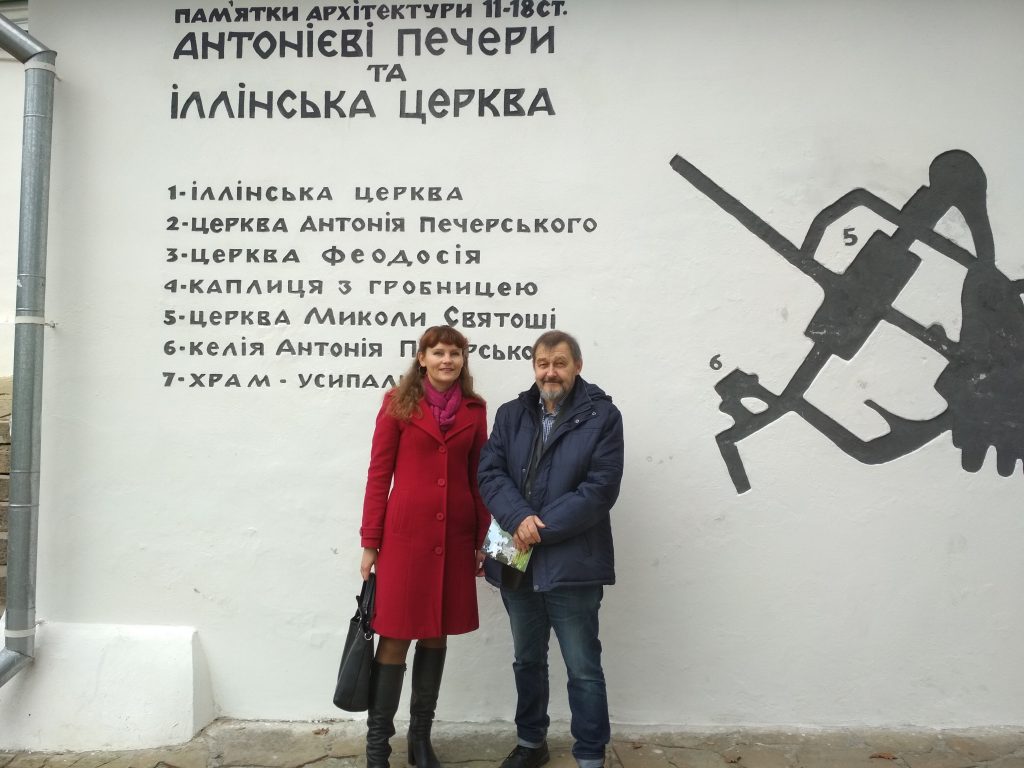 ПАМ'ЯТКИ АРХІТЕКТУРИ 11-18СТ.
АНТОНІЄВІ ПЕЧЕРИ
ТА
ІЛЛІНСЬКА ЦЕРКВА
1-ІЛЛІНСЬКА ЦЕРКВА
2-ЦЕРКВА АНТОНІЯ ПЕЧЕРСЬКОГО
3-ЦЕРКВА ФЕОДОСІЯ
4-КАПЛИЦЯ З ГРОБНИЦЕЮ
5-ЦЕРКВА МИКОЛИ СВЯТОШІ
6-КЕЛІЯ АНТОНІЯ
7-ХРАМ -
5
6